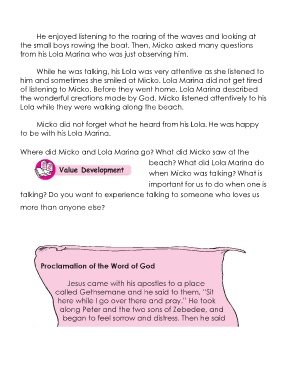 He enjoyed listening to the roaring of the waves and looking at
the small boys rowing the boat. Then, Micko asked many questions
from his Lola Marina who was just observing him.
While he was talking, his Lola was very attentive as she listened to
him and sometimes she smiled at Micko. Lola Marina did not get tired
of listening to Micko. Before they went home, Lola Marina described
the wonderful creations made by God. Micko listened attentively to his
Lola while they were walking along the beach.
Micko did not forget what he heard from his Lola. He was happy
to be with his Lola Marina.
Where did Micko and Lola Marina go? What did Micko saw at the
beach? What did Lola Marina do
Value Development
when Micko was talking? What is
important for us to do when one is
talking? Do you want to experience talking to someone who loves us
more than anyone else?
Proclamation of the Word of God
Jesus came with his apostles to a place
called Gethsemane and he said to them, "Sit
here while I go over there and pray." He took
along Peter and the two sons of Zebedee, and
began to feel sorrow and distress. Then he said